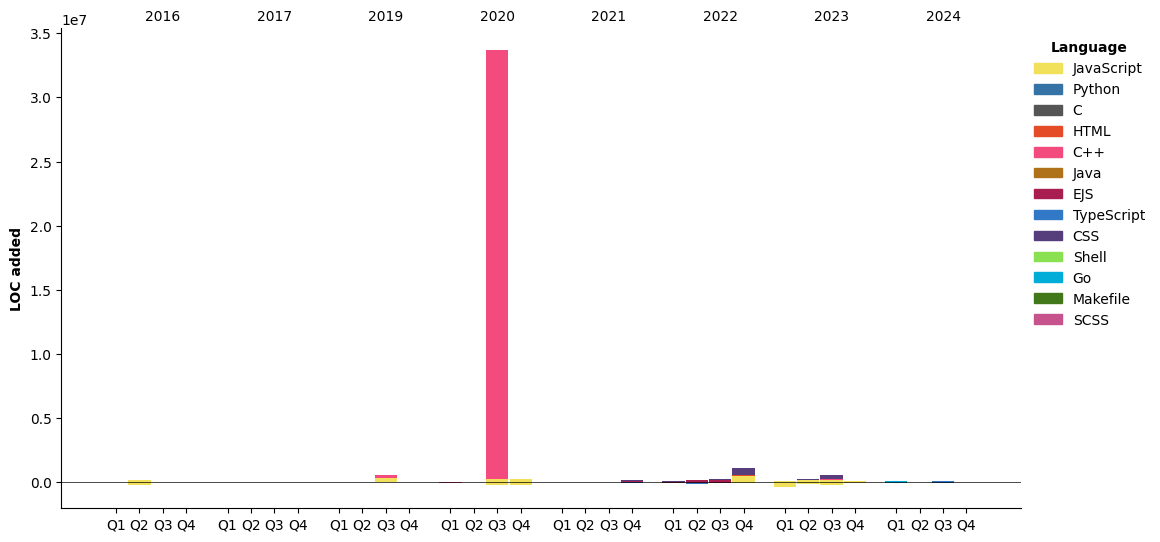 2016 2017 2019 2020 2021 2022 2023 2024
1e7
3.5
3.0
2.5
2.0
1.5
1.0
0.5
0.0
LOC added
Q1 Q2 Q3 Q4 Q1 Q2 Q3 Q4 Q1 Q2 Q3 Q4 Q1 Q2 Q3 Q4 Q1 Q2 Q3 Q4 Q1 Q2 Q3 Q4 Q1 Q2 Q3 Q4 Q1 Q2 Q3 Q4
Language
JavaScript
Python
C
HTML
C++
Java
EJS
TypeScript
CSS
Shell
Go
Makefile
SCSS